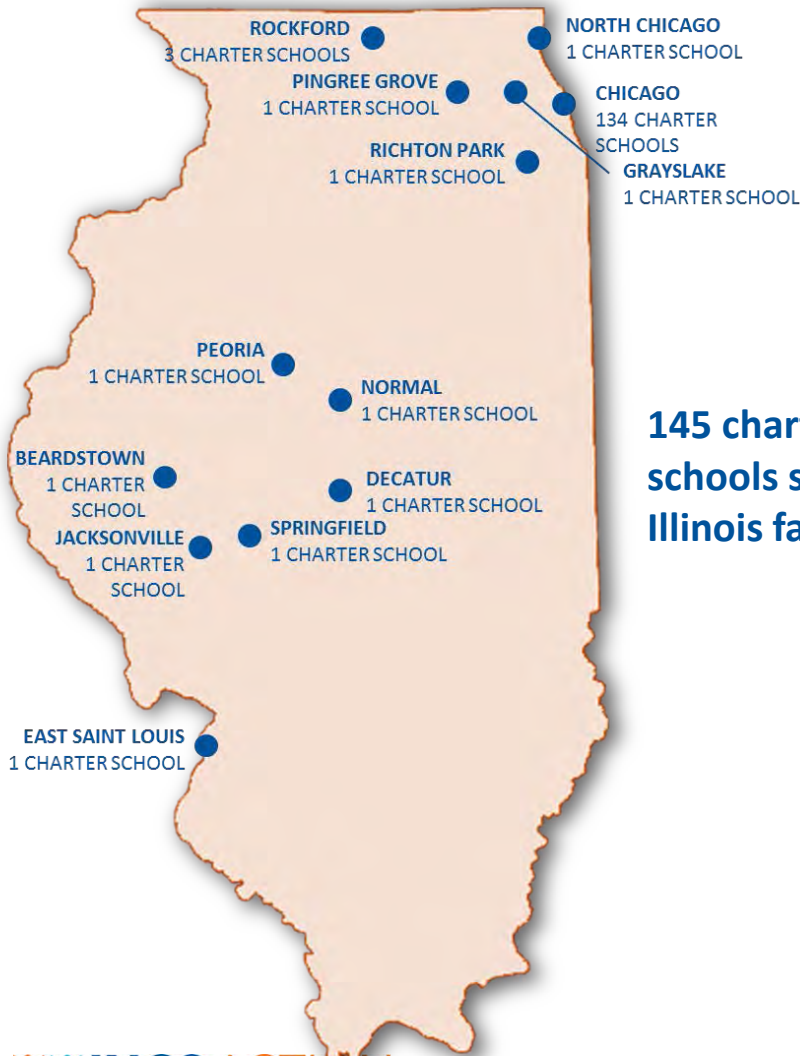 ROCKFORD
3 CHARTER SCHOOLS
NORTH CHICAGO
1 CHARTER SCHOOL
PINGREE GROVE
1 CHARTER SCHOOL
CHICAGO
134 CHARTER
SCHOOLS
RICHTON PARK
1 CHARTER SCHOOL
GRAYSLAKE
1 CHARTER SCHOOL
PEORIA
1 CHARTER SCHOOL
NORMAL
1 CHARTER SCHOOL
145
schools
Illinois
BEARDSTOWN
1 CHARTER
SCHOOL
DECATUR
1 CHARTER SCHOOL
JACKSONVILLE
1 CHARTER
SCHOOL
SPRINGFIELD
1 CHARTER SCHOOL
EAST SAINT LOUIS
1 CHARTER SCHOOL